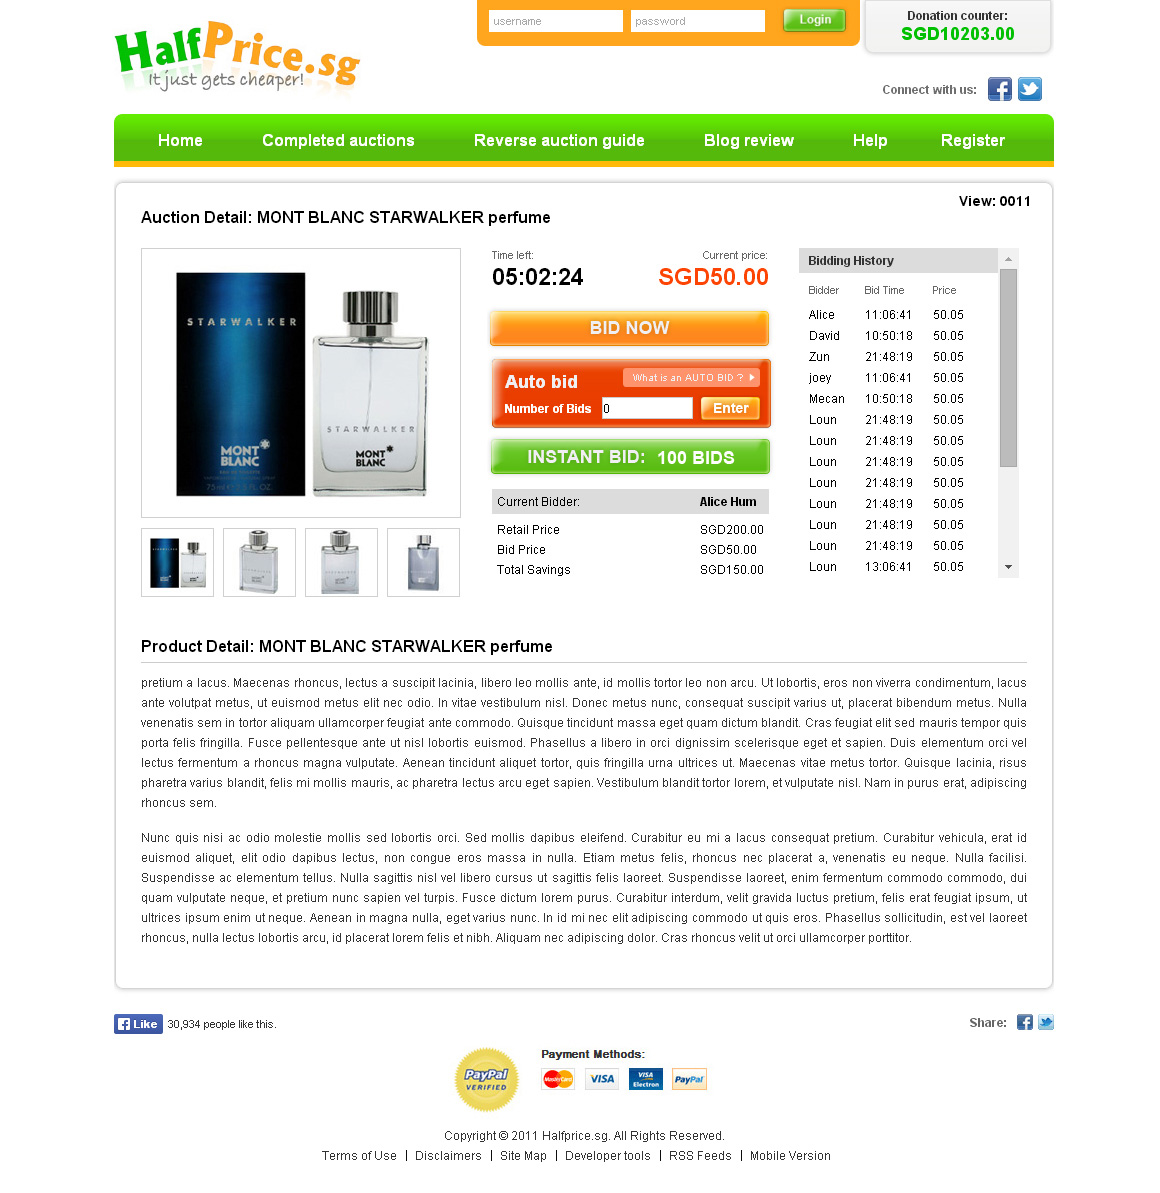 username password Login
Donation counter:
SGD10203.00
HalfPrice.sg
It just gets cheaper!
Connect with us:
Home Completed auctions Reverse auction guide Blog review Help Register
View: 0011
Auction Detail: MONT BLANC STARWALKER perfume
STARWALKER
STARWALKER
MONT
BLANC
MONT
BLANC
Time left: Current price:
05:02:24 SGD50.00
BID NOW
Auto bid What is an AUTO BID ?
Number of Bids 0 Enter
INSTANT BID: 100 BIDS
Current Bidder: Alice Hum
Retail Price SGD200.00
Bid Price SGD50.00
Total Savings SGD150.00
Bidding History
Bidder Bid Time Price
Alice 11:06:41 50.05
David 10:50:18 50.05
Zun 21:48:19 50.05
joey 11:06:41 50.05
Mecan 10:50:18 50.05
Loun 21:48:19 50.05
Loun 21:48:19 50.05
Loun 21:48:19 50.05
Loun 21:48:19 50.05
Loun 21:48:19 50.05
Loun 21:48:19 50.05
Loun 21:48:19 50.05
Loun 13:06:41 50.05
Product Detail: MONT BLANC STARWALKER perfume
pretium a lacus. Maecenas rhoncus, lectus a suscipit lacinia, libero leo mollis ante, id mollis tortor leo non arcu. Ut lobortis, eros non viverra condimentum, lacus
ante volutpat metus, ut euismod metus elit nec odio. In vitae vestibulum nisl. Donec metus nunc, consequat suscipit varius ut, placerat bibendum metus. Nulla
venenatis sem in tortor aliquam ullamcorper feugiat ante commodo. Quisque tincidunt massa eget quam dictum blandit. Cras feugiat elit sed mauris tempor quis
porta felis fringilla. Fusce pellentesque ante ut nisl lobortis euismod. Phasellus a libero in orci dignissim scelerisque eget et sapien. Duis elementum orci vel
lectus fermentum a rhoncus magna vulputate. Aenean tincidunt aliquet tortor, quis fringilla urna ultrices ut. Maecenas vitae metus tortor. Quisque lacinia, risus
pharetra varius blandit, felis mi mollis mauris, ac pharetra lectus arcu eget sapien. Vestibulum blandit tortor lorem, et vulputate nisl. Nam in purus erat, adipiscing
rhoncus sem.
Nunc quis nisi ac odio molestie mollis sed lobortis orci. Sed mollis dapibus eleifend. Curabitur eu mi a lacus consequat pretium. Curabitur vehicula, erat id
euismod aliquet, elit odio dapibus lectus, non congue eros massa in nulla. Etiam metus felis, rhoncus nec placerat a, venenatis eu neque. Nulla facilisi.
Suspendisse ac elementum tellus. Nulla sagittis nisl vel libero cursus ut sagittis felis laoreet. Suspendisse laoreet, enim fermentum commodo commodo, dui
quam vulputate neque, et pretium nunc sapien vel turpis. Fusce dictum lorem purus. Curabitur interdum, velit gravida luctus pretium, felis erat feugiat ipsum, ut
ultrices ipsum enim ut neque. Aenean in magna nulla, eget varius nunc. In id mi nec elit adipiscing commodo ut quis eros. Phasellus sollicitudin, est vel laoreet
rhoncus, nulla lectus lobortis arcu, id placerat lorem felis et nibh. Aliquam nec adipiscing dolor. Cras rhoncus velit ut orci ullamcorper porttitor.
Like 30,934 people like this.
Share:
PayPal
VERIFIED
Payment Methods:
MasterCard VISA VISA Electron PayPal
Copyright © 2011 Halfprice.sg. All Rights Reserved.
Terms of Use | Disclaimers | Site Map | Developer tools | RSS Feeds | Mobile Version